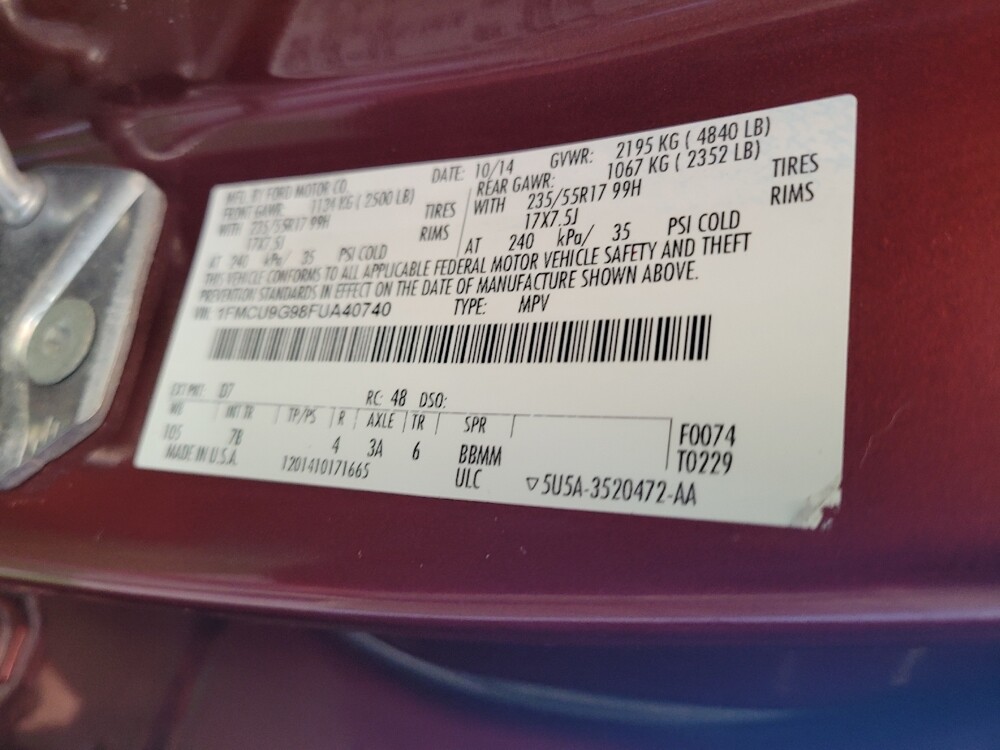 MFD. BY FORD MOTOR CO.
DATE: 10/14 GVWR: 2195 KG ( 4840 LB)
FRONT GAWR: 1134 KG ( 2500 LB) REAR GAWR: 1067 KG ( 2352 LB)
WITH 235/55R17 99H TIRES WITH 235/55R17 99H TIRES
17X7.5J RIMS 17X7.5J RIMS
AT 240 kPa/ 35 PSI COLD AT 240 kPa/ 35 PSI COLD
THIS VEHICLE CONFORMS TO ALL APPLICABLE FEDERAL MOTOR VEHICLE SAFETY AND THEFT
PREVENTION STANDARDS IN EFFECT ON THE DATE OF MANUFACTURE SHOWN ABOVE.
VIN: 1FMCU9G98FUA40740 TYPE: MPV
EXT PNT: D7 RC: 48 DSO:
WB INT TR TP/PS R AXLE TR SPR
105 7B 4 3A 6 BBMM
F0074
T0229
MADE IN U.S.A. 1201410171665 ULC ▽5U5A-3520472-AA